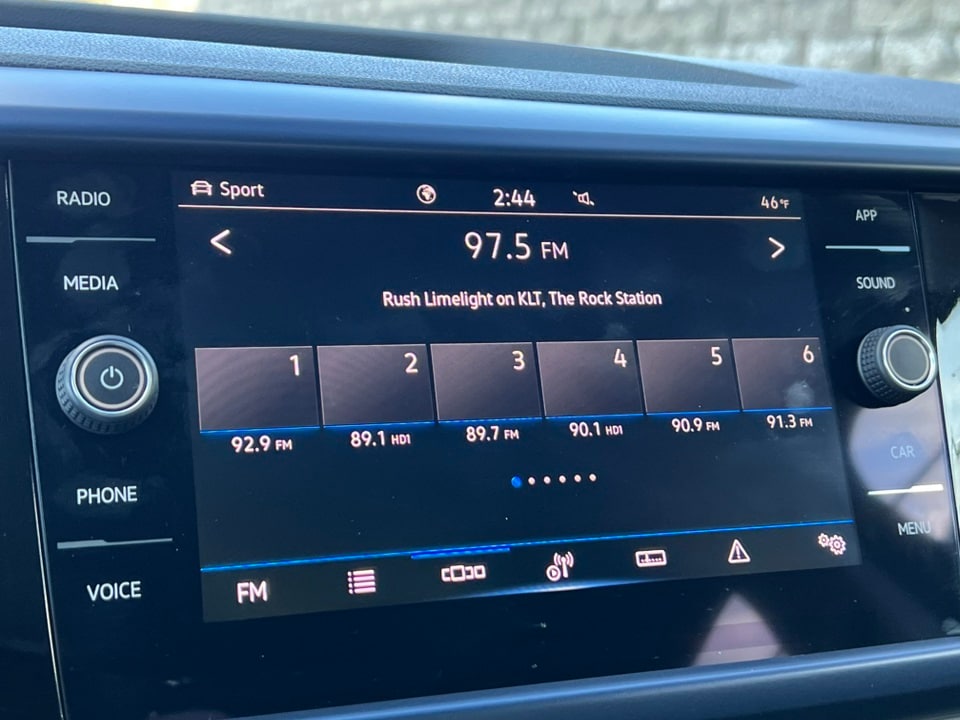 RADIO
MEDIA
PHONE
VOICE
Sport 2:44 46°F
< 97.5 FM >
Rush Limelight on KLT, The Rock Station
1 2 3 4 5 6
92.9 FM 89.1 HD1 89.7 FM 90.1 HD1 90.9 FM 91.3 FM
FM
APP
SOUND
CAR
MENU